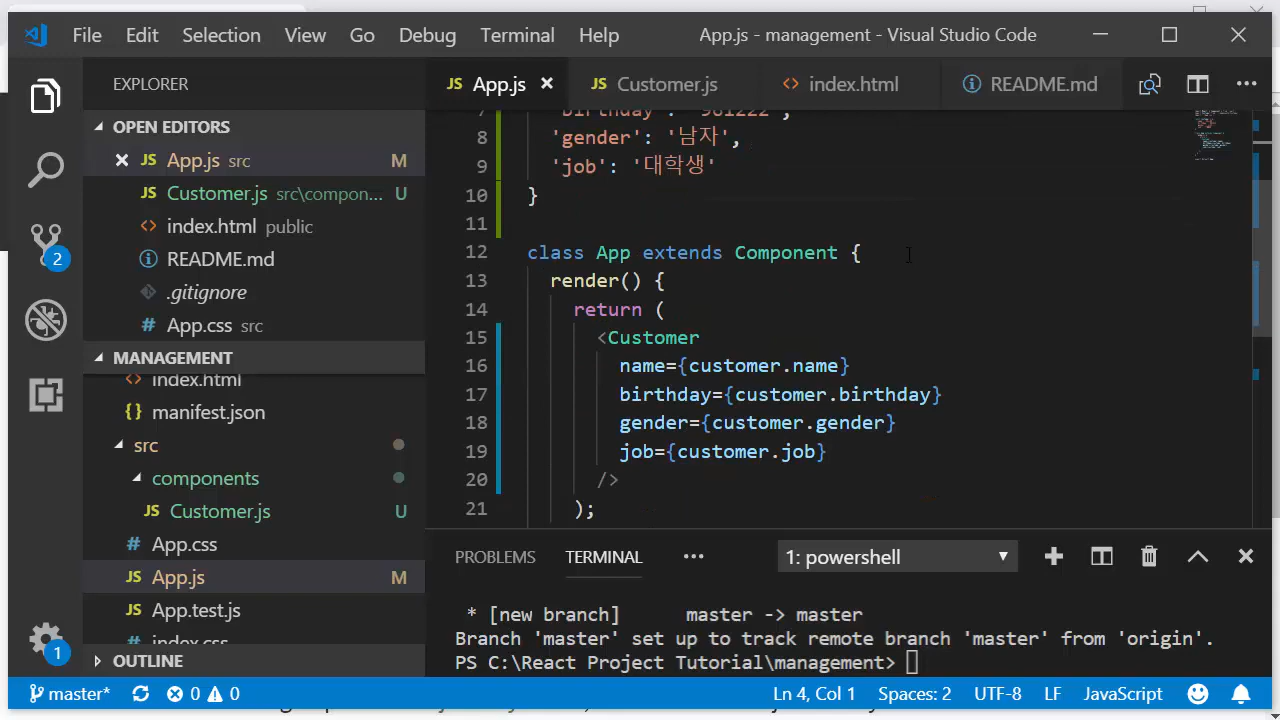 File Edit Selection View Go Debug Terminal Help App.js - management - Visual Studio Code
EXPLORER
App.js
Customer.js
index.html
README.md
OPEN EDITORS
App.js src M
Customer.js src\compon... U
index.html public
README.md
.gitignore
App.css src
MANAGEMENT
index.html
manifest.json
src
components
Customer.js U
App.css
App.js M
App.test.js
index.css
OUTLINE
7 'birthday': '961222',
8 'gender': '남자',
9 'job': '대학생'
10 }
11
12 class App extends Component {
13 render() {
14 return (
15 <Customer
16 name={customer.name}
17 birthday={customer.birthday}
18 gender={customer.gender}
19 job={customer.job}
20 />
21 );
PROBLEMS TERMINAL ••• 1: powershell
* [new branch] master -> master
Branch 'master' set up to track remote branch 'master' from 'origin'.
PS C:\React Project Tutorial\management>
2
1
master* 0 0 Ln 4, Col 1 Spaces: 2 UTF-8 LF JavaScript